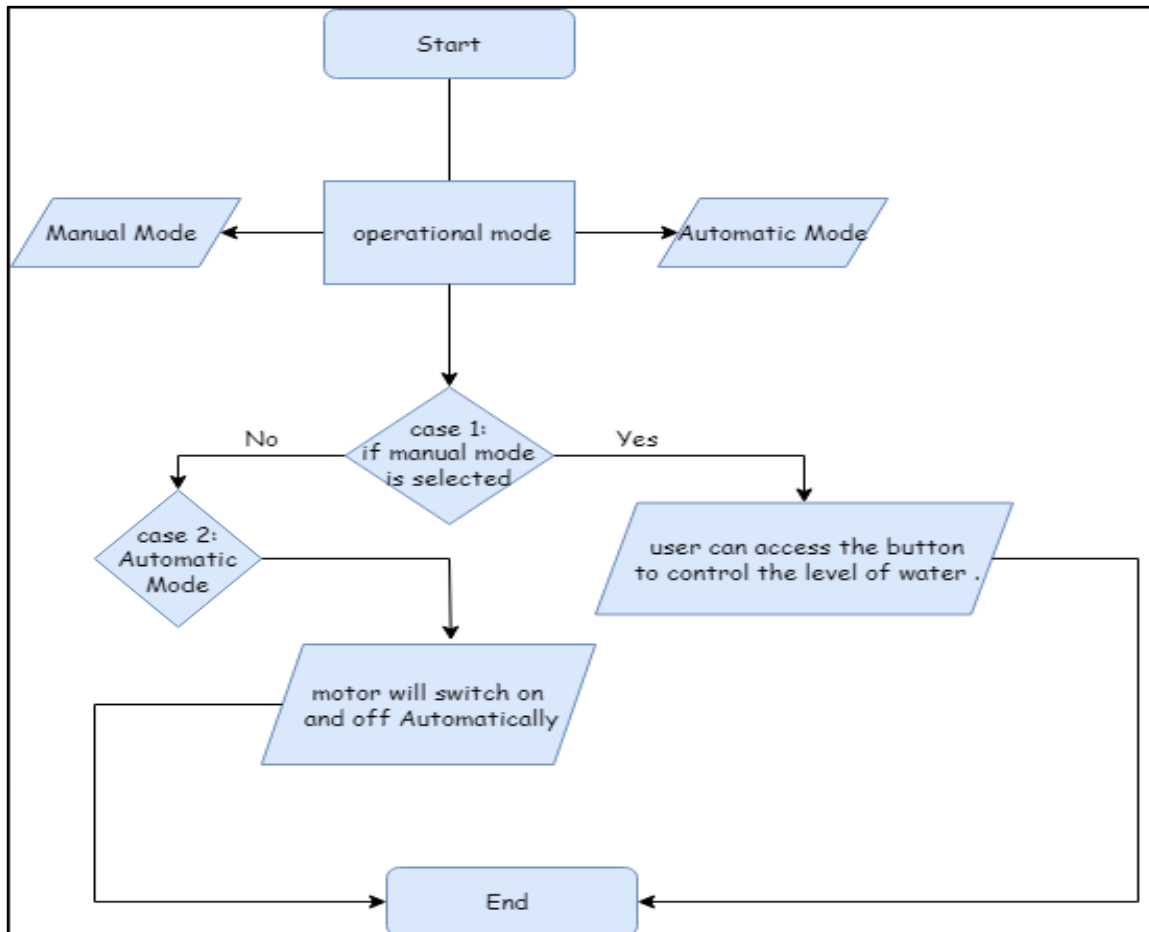 Start
Manual Mode
operational mode
Automatic Mode
case 1:
if manual mode
is selected
No
Yes
case 2:
Automatic
Mode
user can access the button
to control the level of water .
motor will switch on
and off Automatically
End